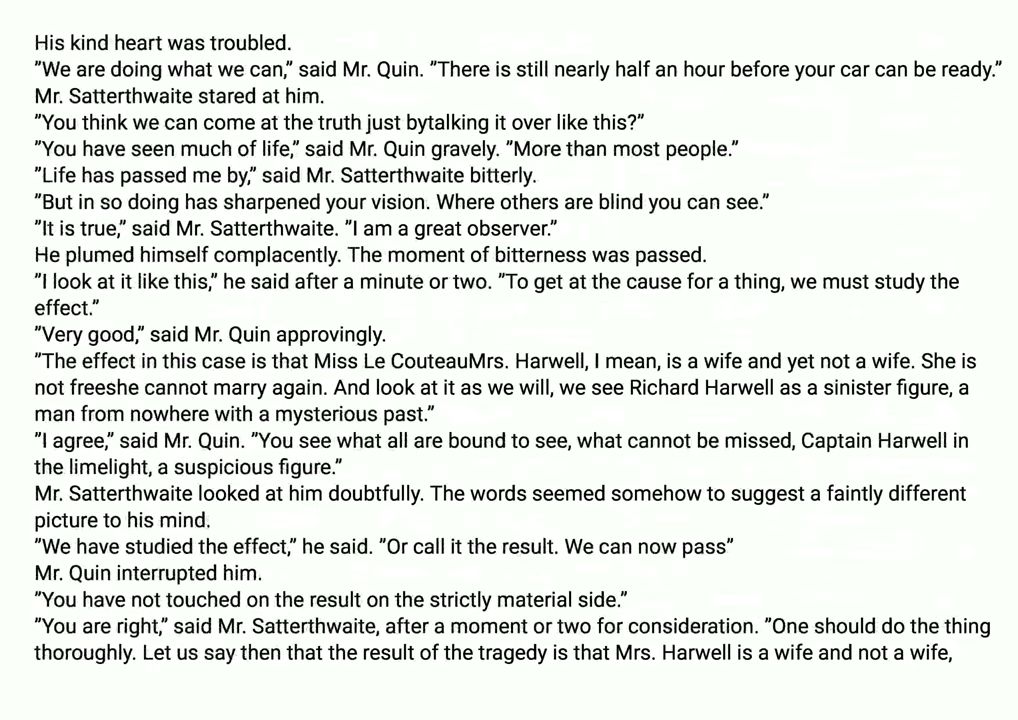 His kind heart was troubled.
”We are doing what we can,” said Mr. Quin. ”There is still nearly half an hour before your car can be ready.”
Mr. Satterthwaite stared at him.
”You think we can come at the truth just bytalking it over like this?”
”You have seen much of life,” said Mr. Quin gravely. ”More than most people.”
”Life has passed me by,” said Mr. Satterthwaite bitterly.
”But in so doing has sharpened your vision. Where others are blind you can see.”
”It is true,” said Mr. Satterthwaite. ”I am a great observer.”
He plumed himself complacently. The moment of bitterness was passed.
”I look at it like this,” he said after a minute or two. ”To get at the cause for a thing, we must study the
effect.”
”Very good,” said Mr. Quin approvingly.
”The effect in this case is that Miss Le CouteauMrs. Harwell, I mean, is a wife and yet not a wife. She is
not freeshe cannot marry again. And look at it as we will, we see Richard Harwell as a sinister figure, a
man from nowhere with a mysterious past.”
”I agree,” said Mr. Quin. ”You see what all are bound to see, what cannot be missed, Captain Harwell in
the limelight, a suspicious figure.”
Mr. Satterthwaite looked at him doubtfully. The words seemed somehow to suggest a faintly different
picture to his mind.
”We have studied the effect,” he said. ”Or call it the result. We can now pass”
Mr. Quin interrupted him.
”You have not touched on the result on the strictly material side.”
”You are right,” said Mr. Satterthwaite, after a moment or two for consideration. ”One should do the thing
thoroughly. Let us say then that the result of the tragedy is that Mrs. Harwell is a wife and not a wife,